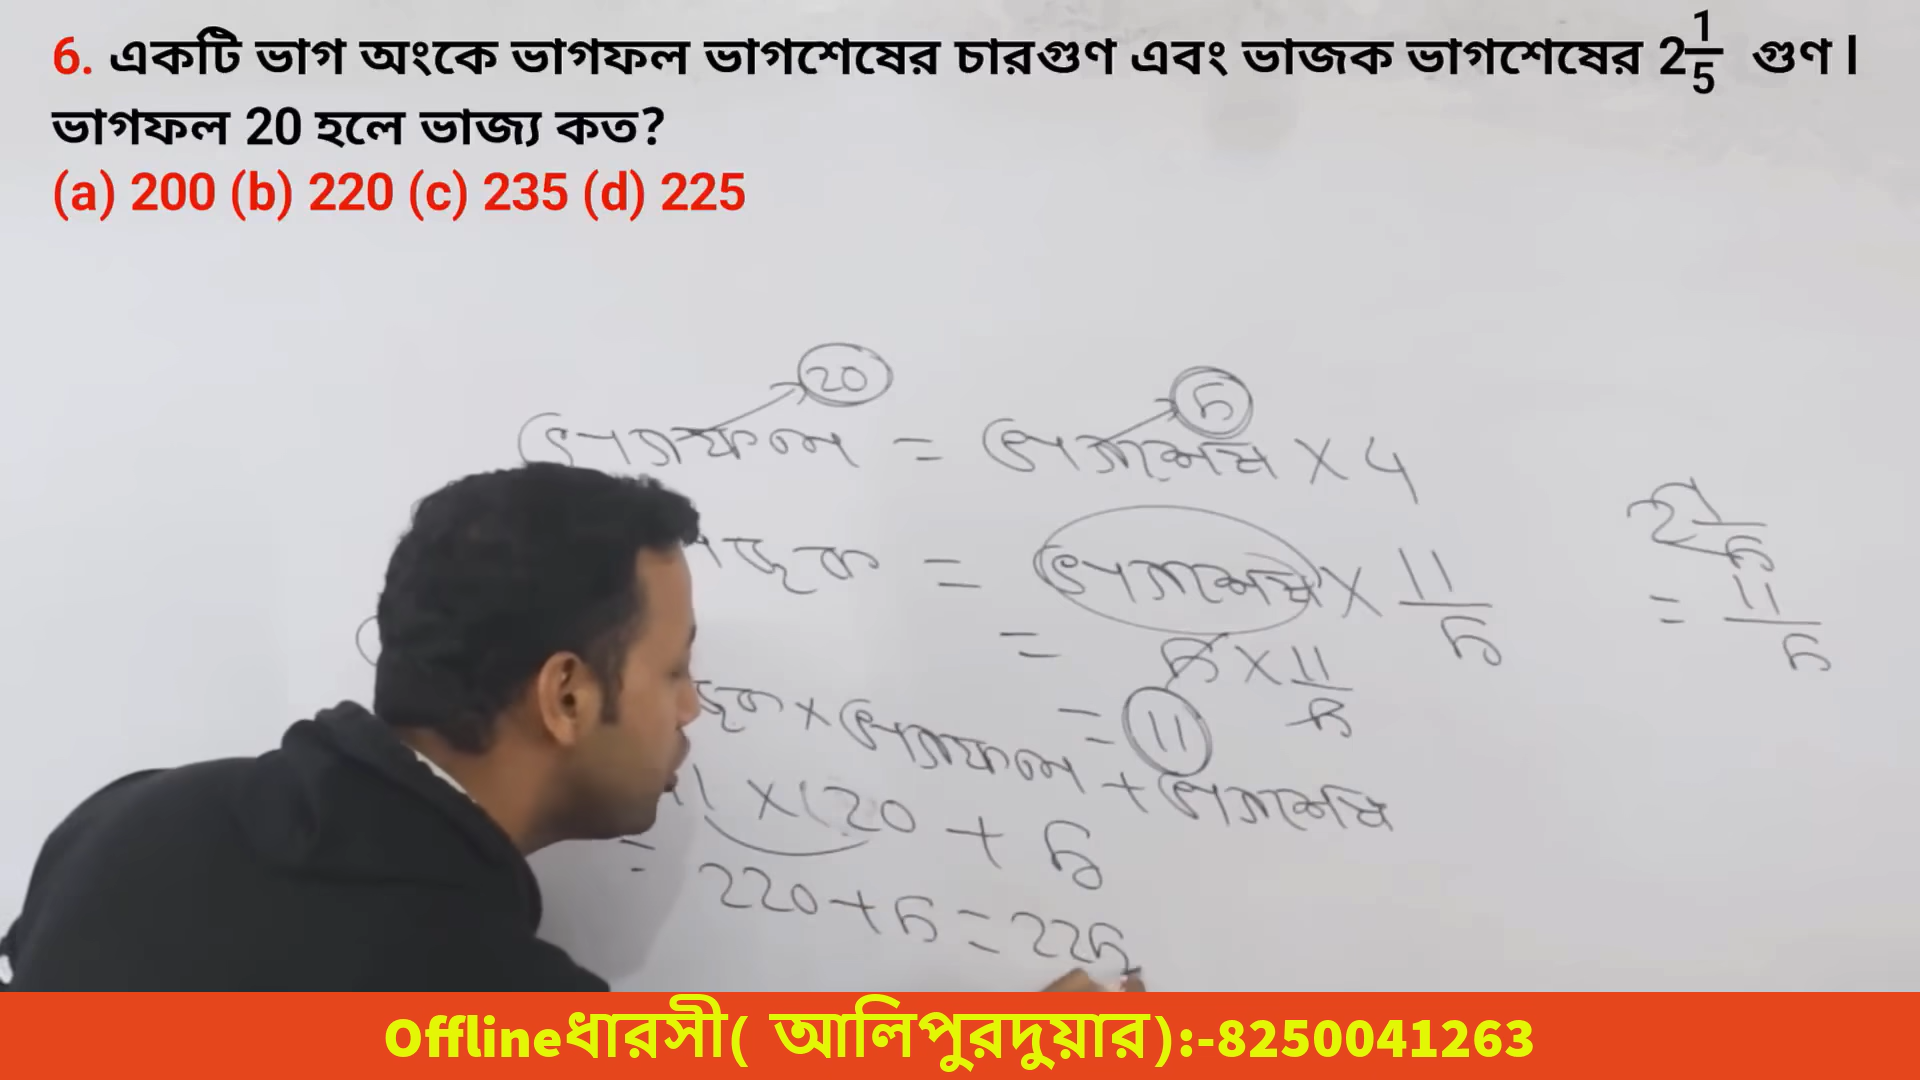 6. একটি ভাগ অংকে ভাগফল ভাগশেষের চারগুণ এবং ভাজক ভাগশেষের 2 1/5 গুণ।
ভাগফল 20 হলে ভাজ্য কত?
(a) 200 (b) 220 (c) 235 (d) 225
20
5
ভাগফল = ভাগশেষ × 4
2 1/5
= 11/5
= ভাগশেষ × 11/5
= 5 × 11/5
= 11
× ভাগফল + ভাগশেষ
× 20 + 5
= 220 + 5 = 225
Offlineধারসী( আলিপুরদুয়ার):-8250041263